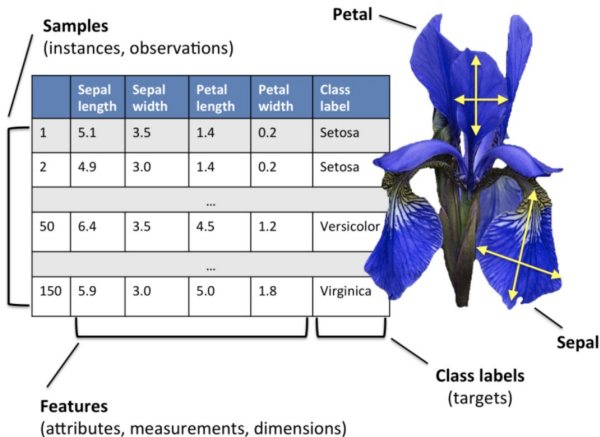 Samples
(instances, observations)
Petal
Sepal length Sepal width Petal length Petal width Class label
1 5.1 3.5 1.4 0.2 Setosa
2 4.9 3.0 1.4 0.2 Setosa
...
50 6.4 3.5 4.5 1.2 Versicolor
...
150 5.9 3.0 5.0 1.8 Virginica
Sepal
Class labels
(targets)
Features
(attributes, measurements, dimensions)